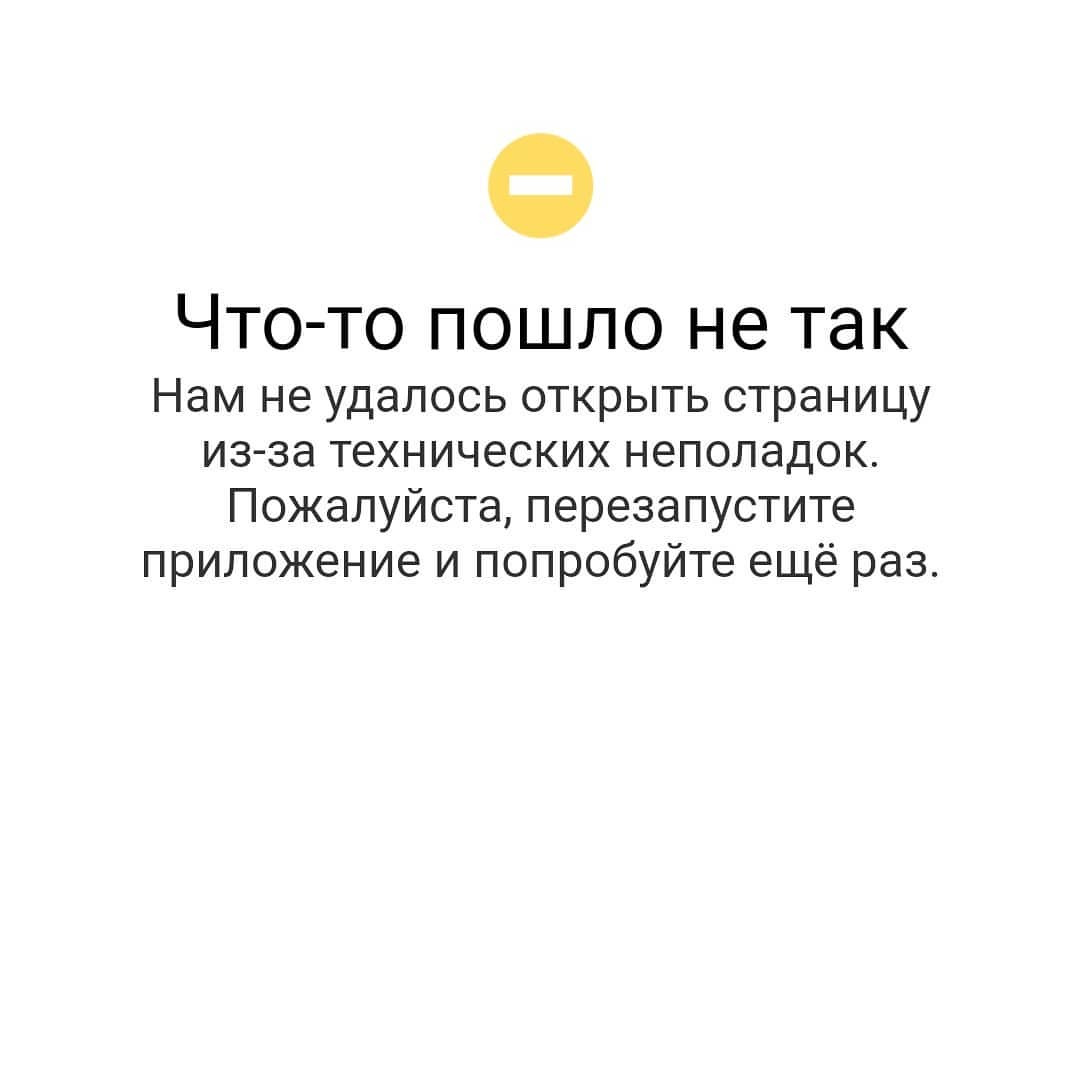 Что-то пошло не так
Нам не удалось открыть страницу
из-за технических неполадок.
Пожалуйста, перезапустите
приложение и попробуйте ещё раз.